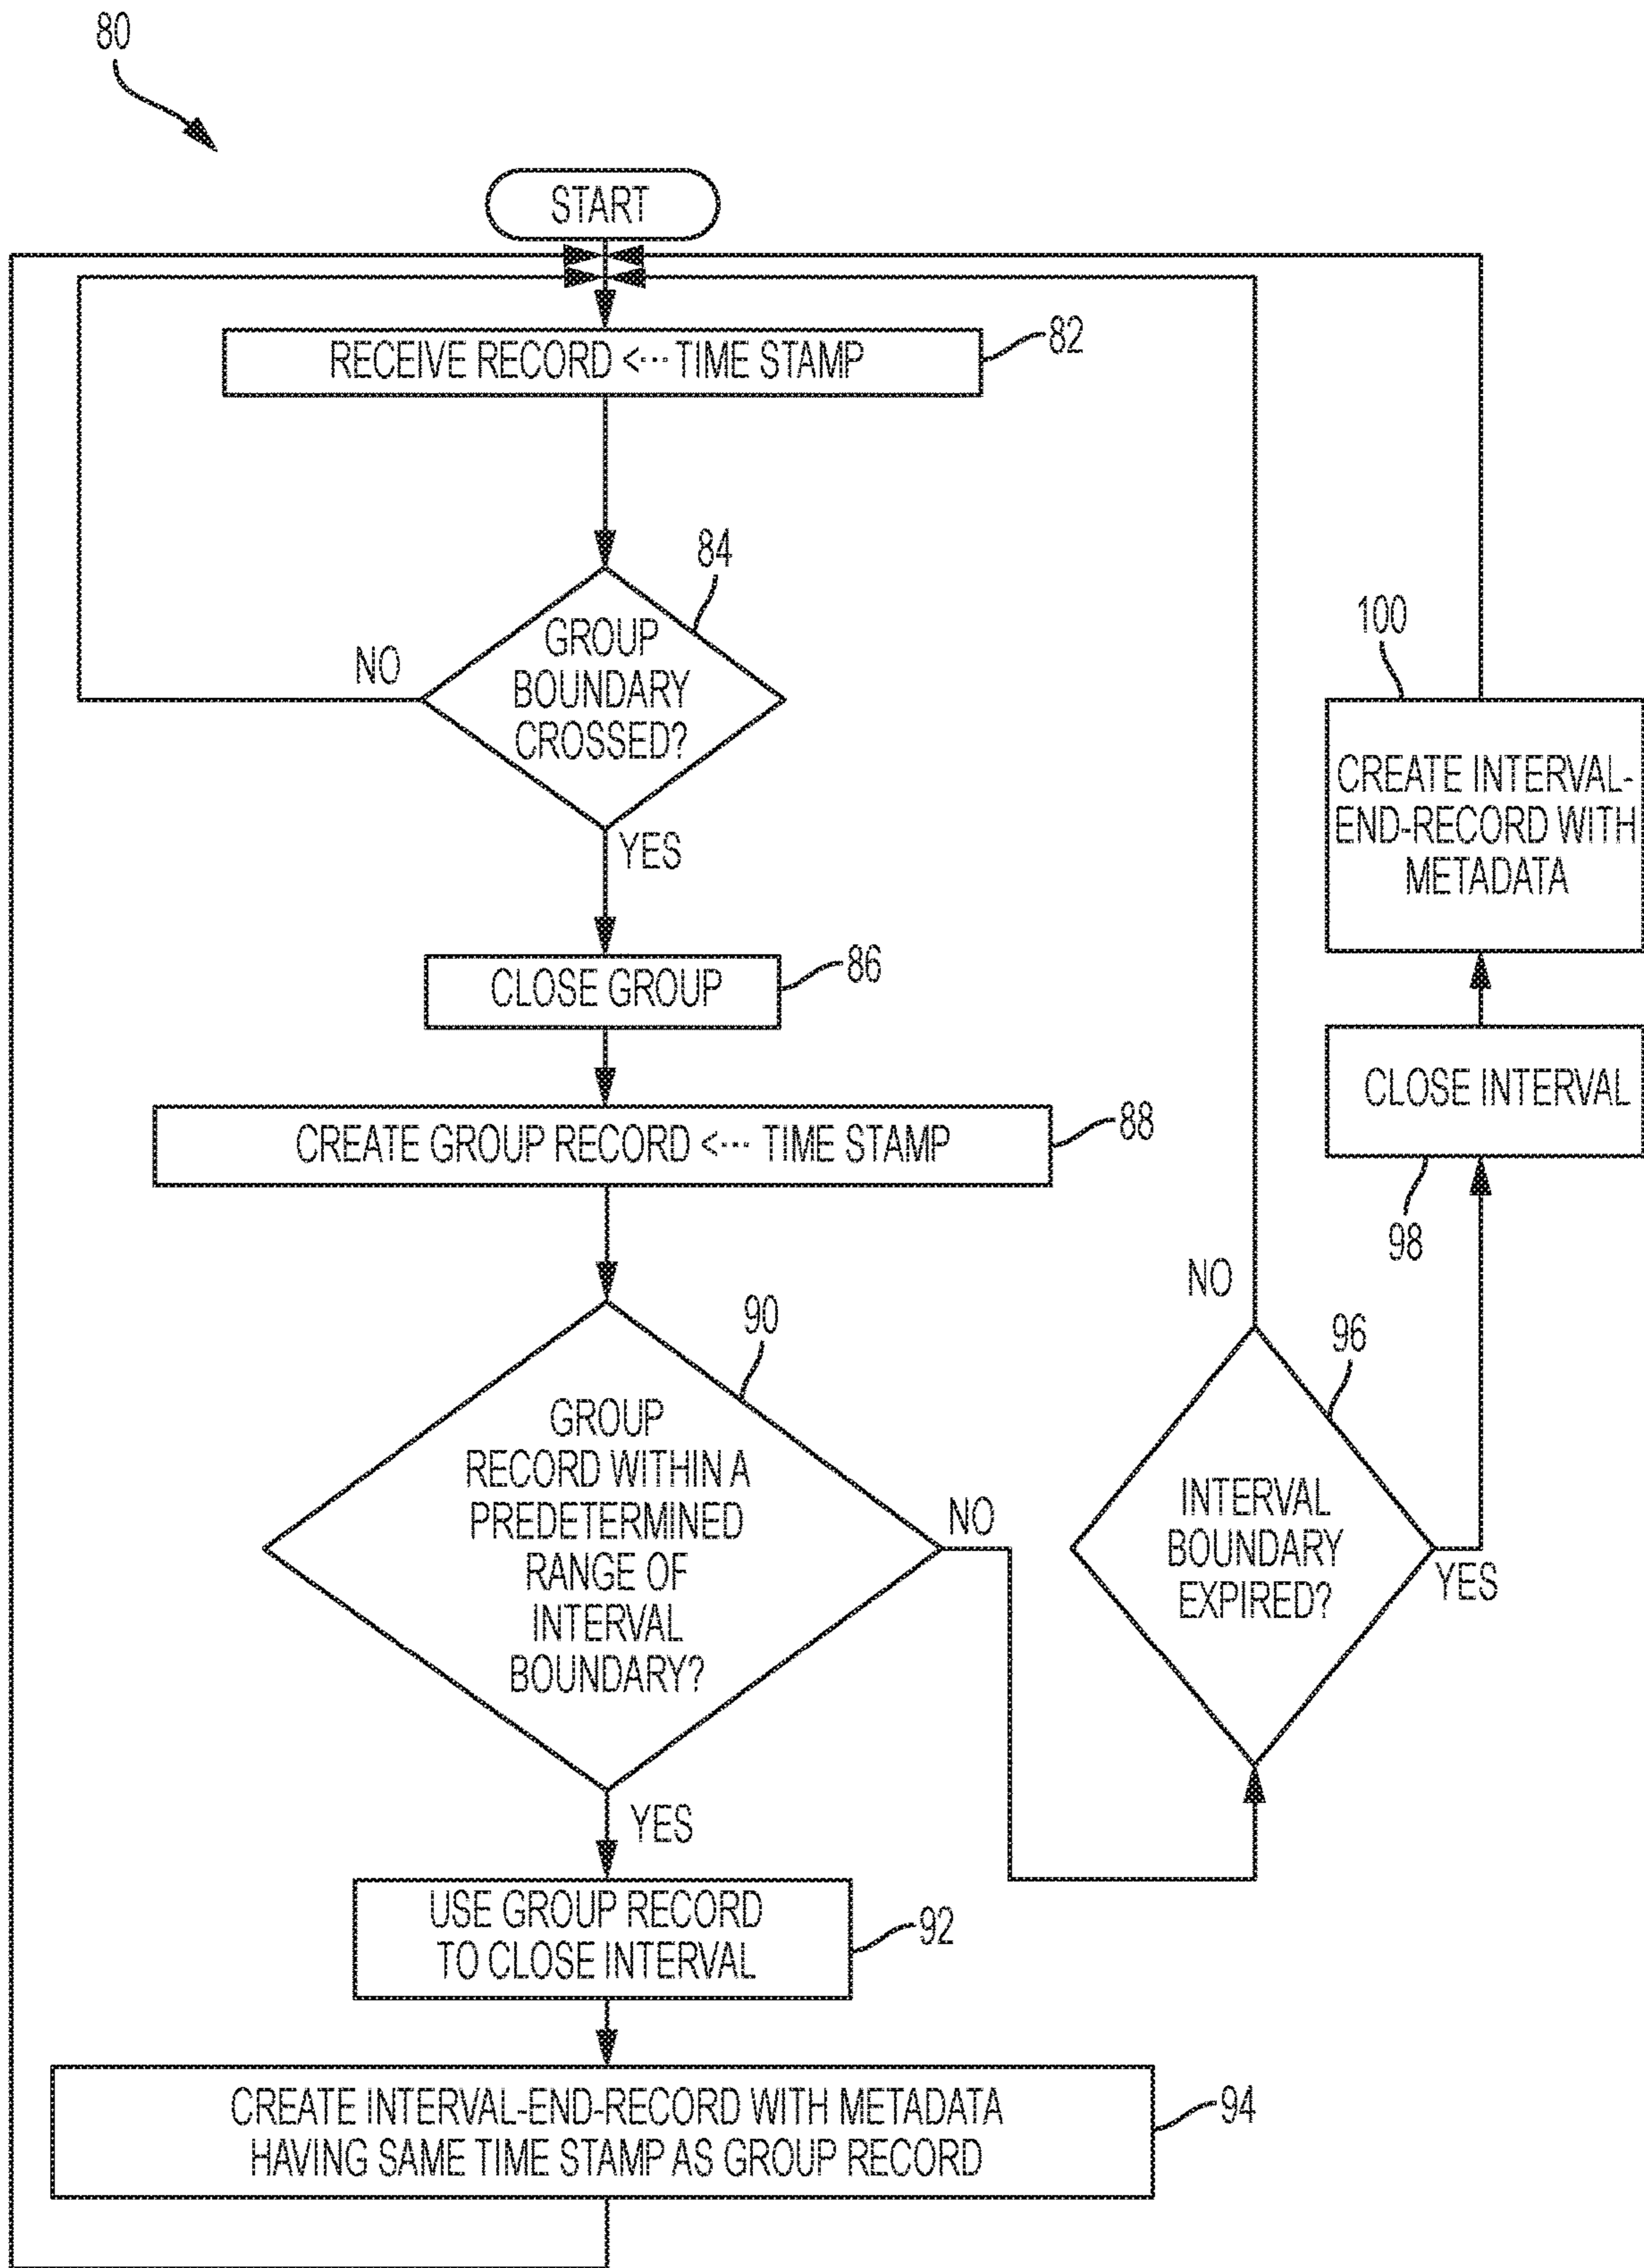 80
START
RECEIVE RECORD <--- TIME STAMP
82
84
GROUP
BOUNDARY
CROSSED?
NO
YES
100
CREATE INTERVAL-
END-RECORD WITH
METADATA
CLOSE GROUP
86
CLOSE INTERVAL
98
CREATE GROUP RECORD <--- TIME STAMP
88
90
GROUP
RECORD WITHIN A
PREDETERMINED
RANGE OF
INTERVAL
BOUNDARY?
NO
YES
NO
96
INTERVAL
BOUNDARY
EXPIRED?
YES
USE GROUP RECORD
TO CLOSE INTERVAL
92
CREATE INTERVAL-END-RECORD WITH METADATA
HAVING SAME TIME STAMP AS GROUP RECORD
94